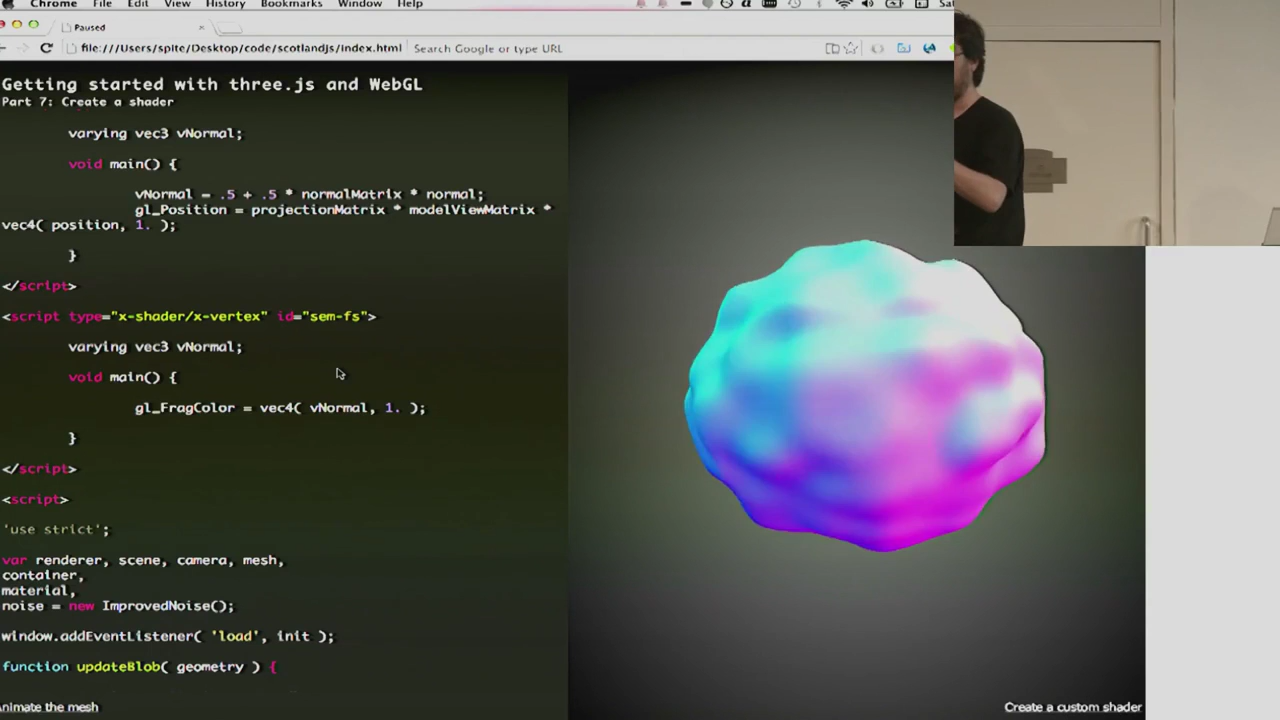 Chrome File Edit View History Bookmarks Window Help
Paused
file:///Users/spite/Desktop/code/scotlandjs/index.html Search Google or type URL
Getting started with three.js and WebGL
Part 7: Create a shader
varying vec3 vNormal;
void main() {
vNormal = .5 + .5 * normalMatrix * normal;
gl_Position = projectionMatrix * modelViewMatrix *
vec4( position, 1. );
}
</script>
<script type="x-shader/x-vertex" id="sem-fs">
varying vec3 vNormal;
void main() {
gl_FragColor = vec4( vNormal, 1. );
}
</script>
<script>
'use strict';
var renderer, scene, camera, mesh,
container,
material,
noise = new ImprovedNoise();
window.addEventListener( 'load', init );
function updateBlob( geometry ) {
Animate the mesh
Create a custom shader